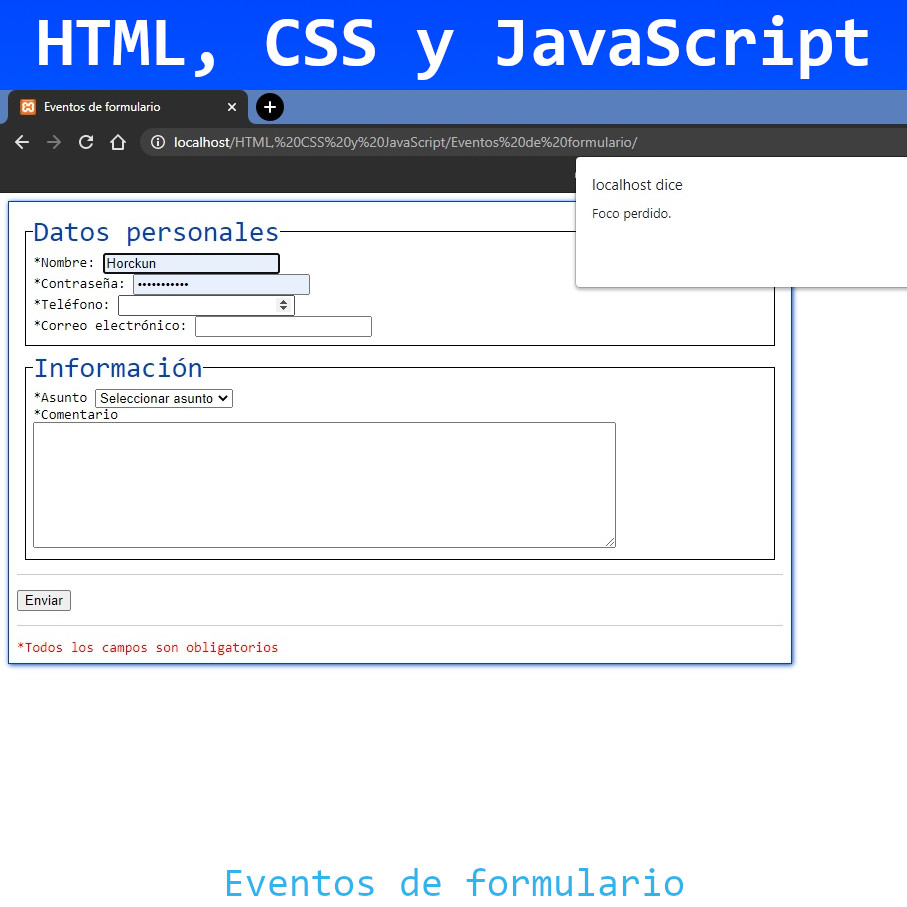 HTML, CSS y JavaScript
Eventos de formulario
localhost/HTML,%20CSS%20y%20JavaScript/Eventos%20de%20formulario/
localhost dice
Foco perdido.
Datos personales
*Nombre: Horckun
*Contraseña: •••••••••••
*Teléfono:
*Correo electrónico:
Información
*Asunto Seleccionar asunto
*Comentario
Enviar
*Todos los campos son obligatorios
Eventos de formulario